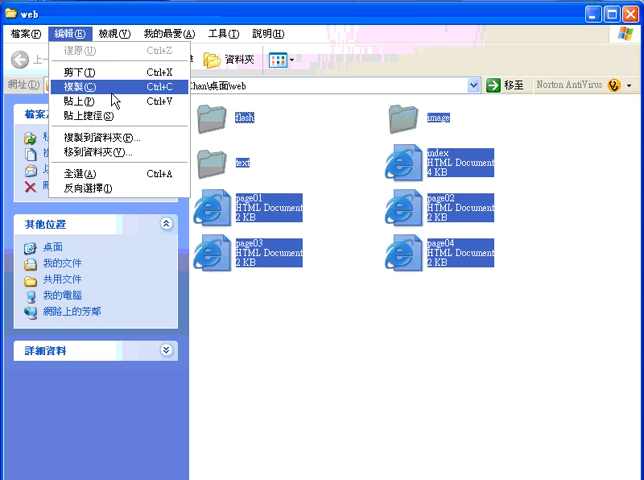 web
檔案(F) 編輯(E) 檢視(V) 我的最愛(A) 工具(T) 說明(H)
復原(U) Ctrl+Z
剪下(T) Ctrl+X
複製(C) Ctrl+C
貼上(P) Ctrl+V
貼上捷徑(S)
複製到資料夾(F)...
移到資料夾(V)...
全選(A) Ctrl+A
反向選擇(I)
上一
資料夾
網址(D)
Chan\桌面\web
移至
Norton AntiVirus
檔案
其他位置
桌面
我的文件
共用文件
我的電腦
網路上的芳鄰
詳細資料
flash
image
text
index
HTML Document
4 KB
page01
HTML Document
2 KB
page02
HTML Document
2 KB
page03
HTML Document
2 KB
page04
HTML Document
2 KB